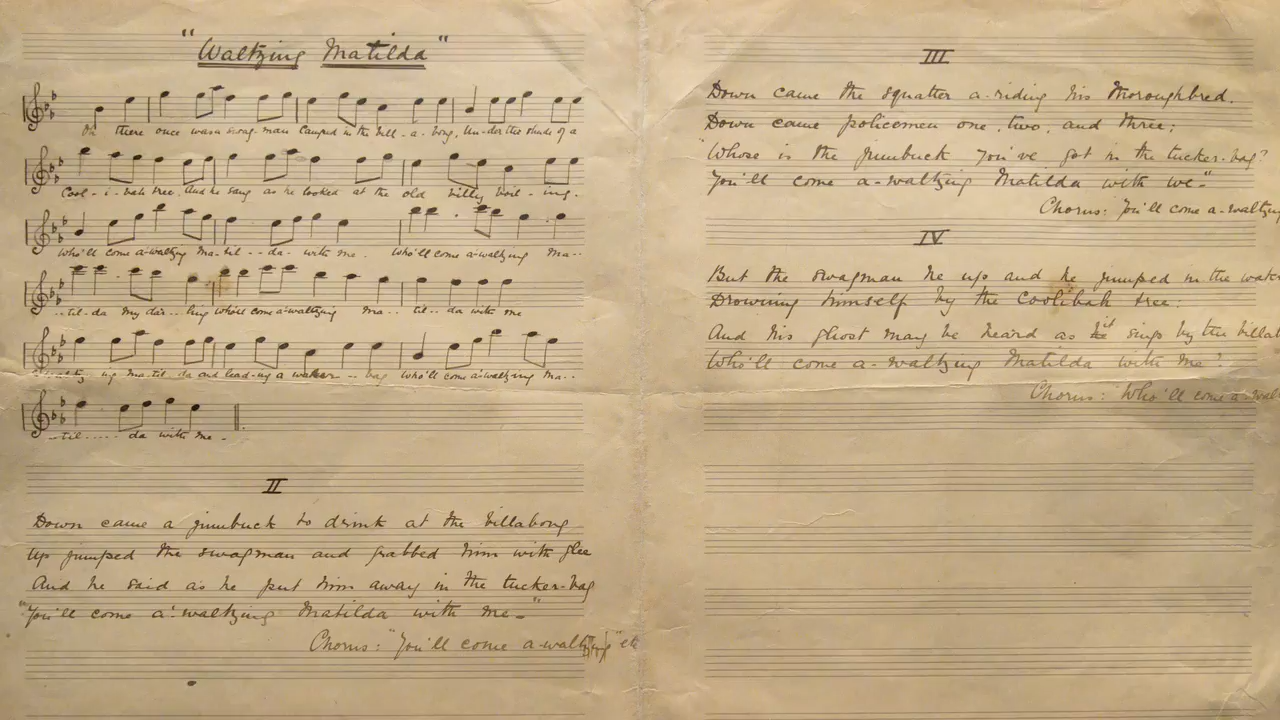 "Waltzing Matilda"
Oh there once was a swag-man camped in the bill-a-bong, Un-der the shade of a
Cool-i-bah tree. And he sang as he looked at the old billy boil-ing.
Who'll come a-waltzing Ma-til--da-with me. Who'll come a-waltzing Ma--
--til-da my dar--ling who'll come a-waltzing Ma--til--da with me
ing Ma-til-da and lead-ing a water--bag Who'll come a-waltzing Ma--
--til-----da with me-
II
Down came a jumbuck to drink at the billabong
Up jumped the swagman and grabbed him with glee
And he said as he put him away in the tucker-bag
"You'll come a-waltzing Matilda with me-"
Chorus: "You'll come a-waltzing" etc
III
Down came the squatter a-riding his thoroughbred.
Down came policemen one, two, and three;
"Whose is the jumbuck you've got in the tucker-bag?
You'll come a-waltzing Matilda with we-"
Chorus: You'll come a-waltzing
IV
But the swagman he up and he jumped in the wate
Drowning himself by the Coolibah tree:
And his ghost may be heard as it sings by the billab
Who'll come a-waltzing Matilda with me?
Chorus: 'Who'll come a-walt